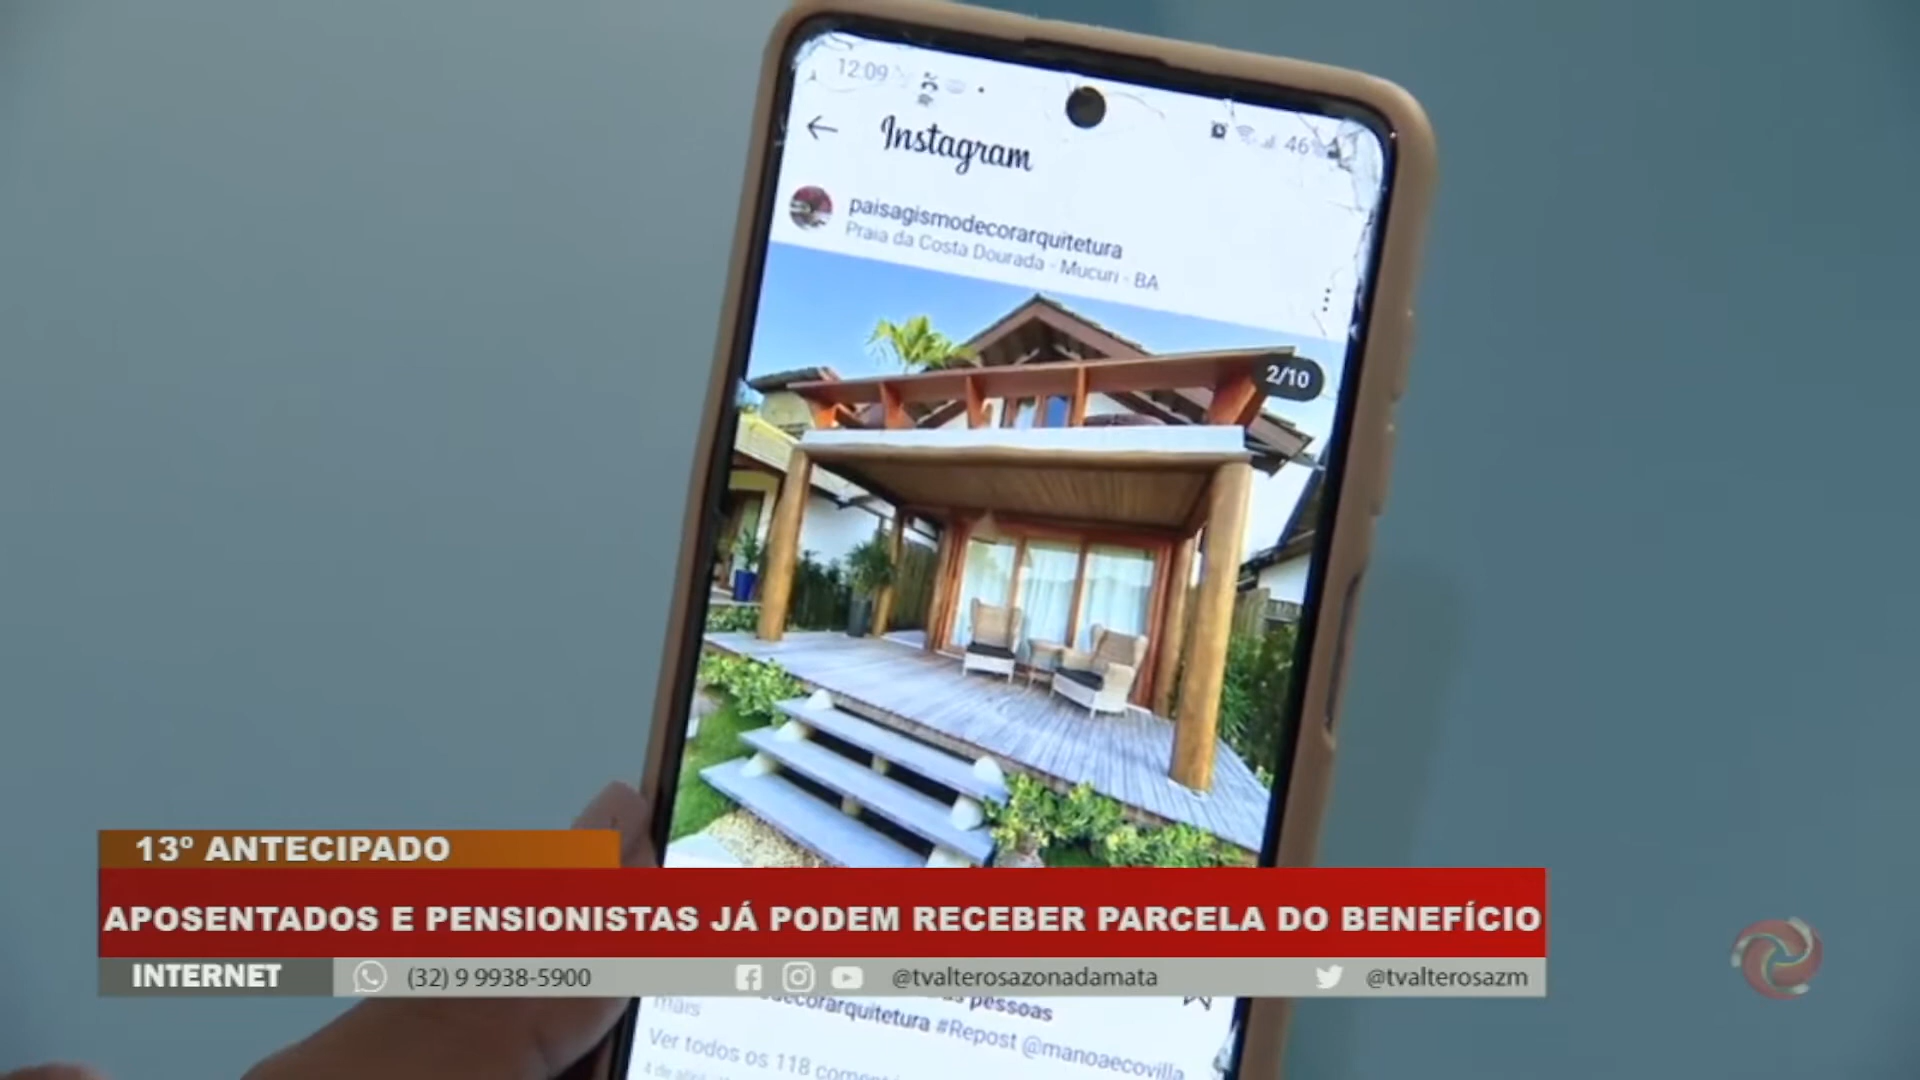 12:09
46%
Instagram
paisagismodecorarquitetura
Praia da Costa Dourada - Mucuri - BA
2/10
13º ANTECIPADO
APOSENTADOS E PENSIONISTAS JÁ PODEM RECEBER PARCELA DO BENEFÍCIO
INTERNET (32) 9 9938-5900 @tvalterosazonadamata @tvalterosazm
pessoas
decorarquitetura #Repost @manoaecovilla
mais
Ver todos os 118